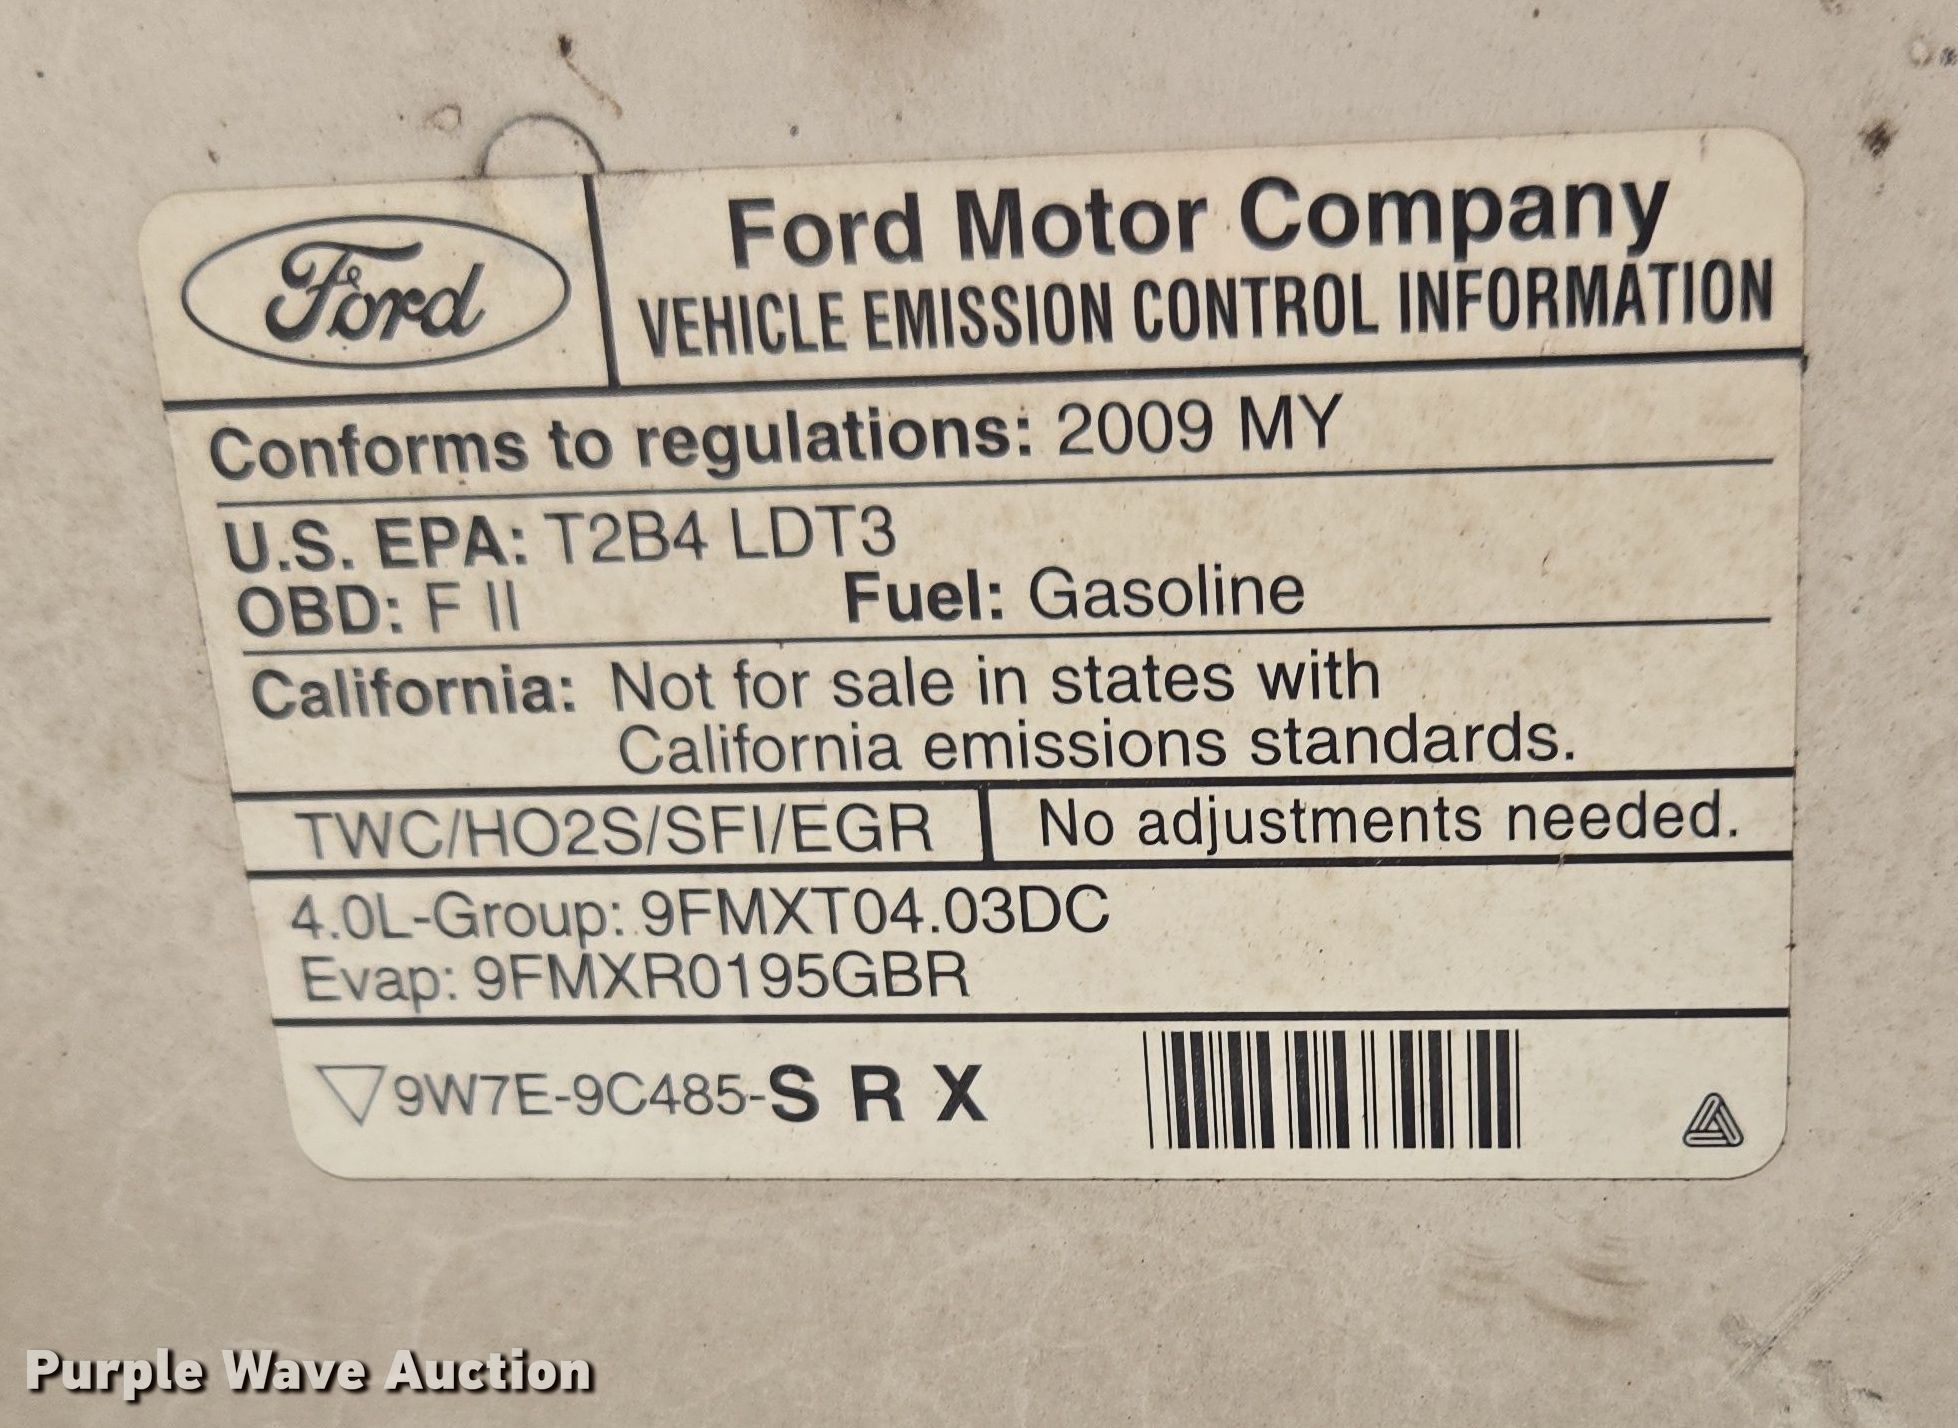 Ford
Ford Motor Company
VEHICLE EMISSION CONTROL INFORMATION
Conforms to regulations: 2009 MY
U.S. EPA: T2B4 LDT3
OBD: F II Fuel: Gasoline
California: Not for sale in states with
California emissions standards.
TWC/HO2S/SFI/EGR No adjustments needed.
4.0L-Group: 9FMXT04.03DC
Evap: 9FMXR0195GBR
9W7E-9C485-S R X
Purple Wave Auction